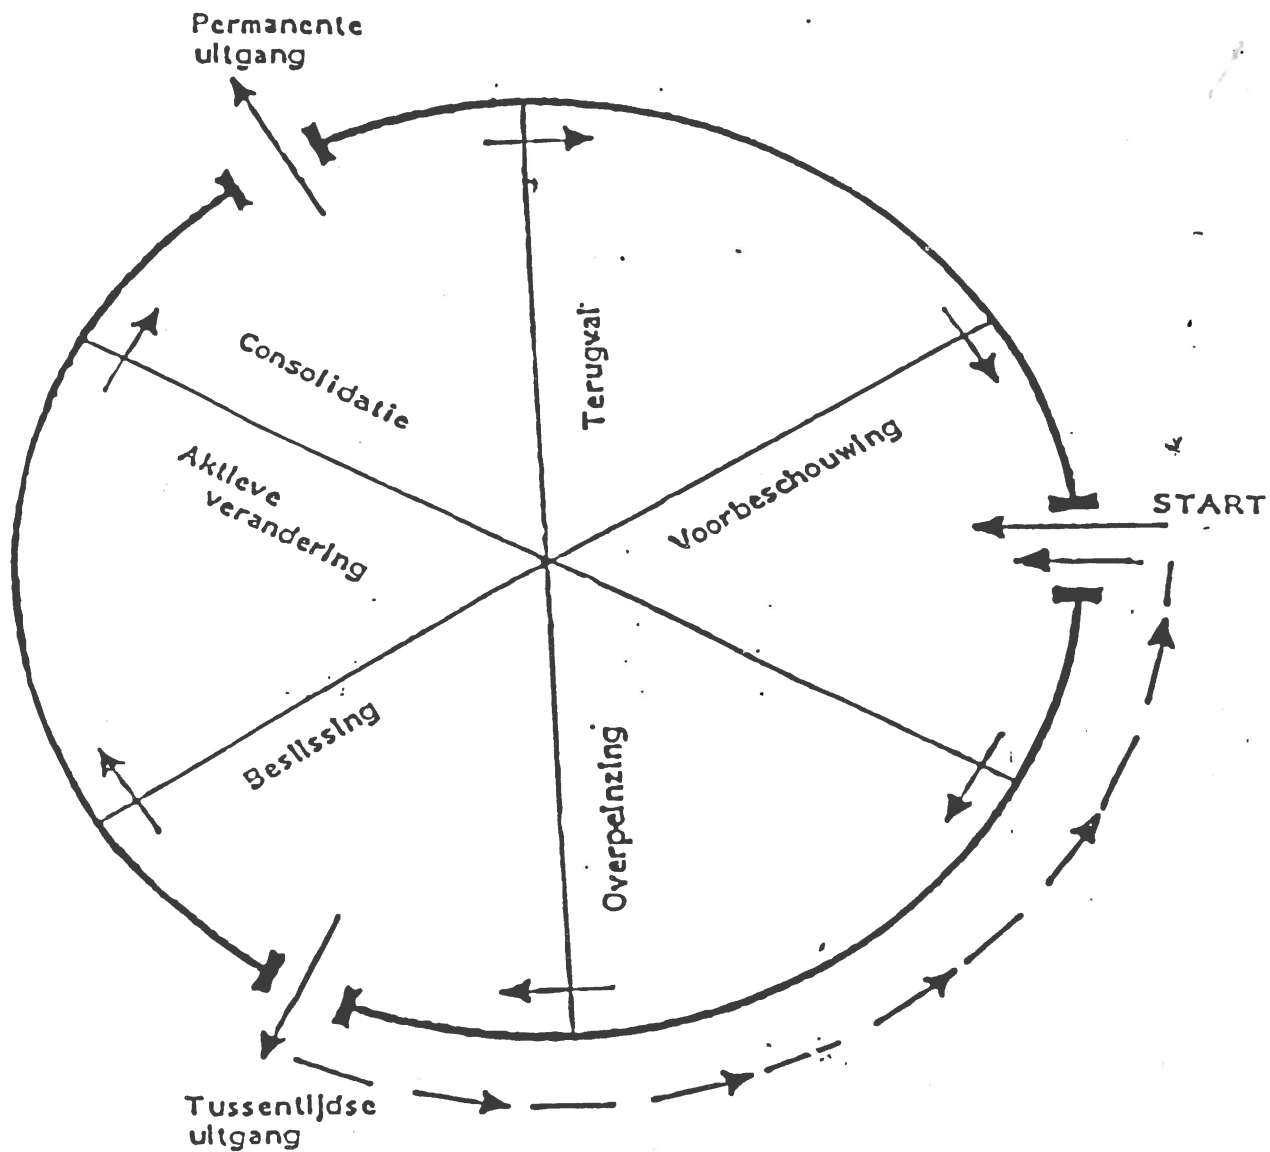 Permanente
uitgang
Terugval
Consolidatie
Voorbeschouwing
Aktieve
verandering
START
Beslissing
Overpeinzing
Tussentijdse
uitgang